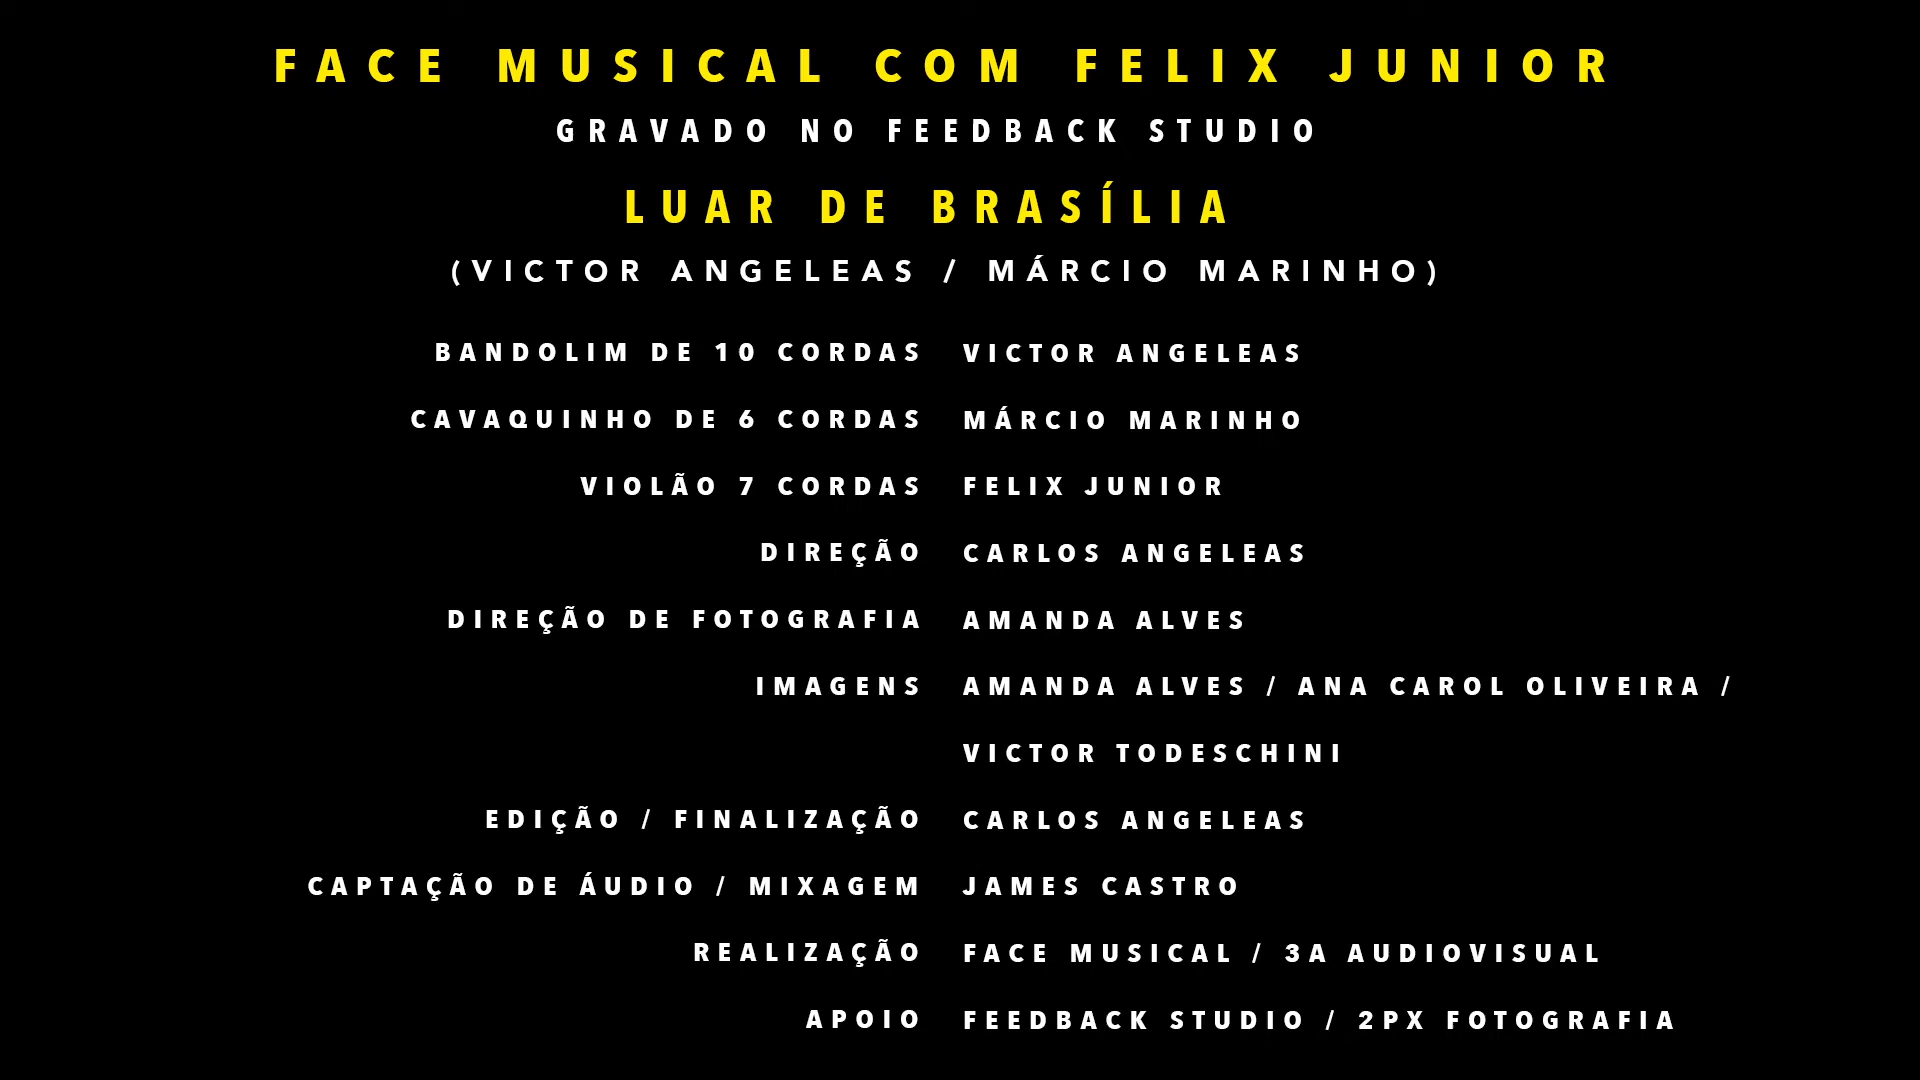 FACE MUSICAL COM FELIX JUNIOR
GRAVADO NO FEEDBACK STUDIO
LUAR DE BRASÍLIA
(VICTOR ANGELEAS / MÁRCIO MARINHO)
BANDOLIM DE 10 CORDAS VICTOR ANGELEAS
CAVAQUINHO DE 6 CORDAS MÁRCIO MARINHO
VIOLÃO 7 CORDAS FELIX JUNIOR
DIREÇÃO CARLOS ANGELEAS
DIREÇÃO DE FOTOGRAFIA AMANDA ALVES
IMAGENS AMANDA ALVES / ANA CAROL OLIVEIRA /
VICTOR TODESCHINI
EDIÇÃO / FINALIZAÇÃO CARLOS ANGELEAS
CAPTAÇÃO DE ÁUDIO / MIXAGEM JAMES CASTRO
REALIZAÇÃO FACE MUSICAL / 3A AUDIOVISUAL
APOIO FEEDBACK STUDIO / 2PX FOTOGRAFIA